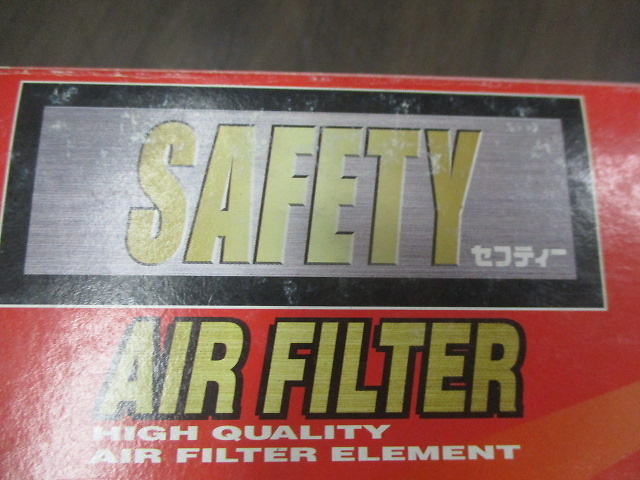 SAFETY
セフティー
AIR FILTER
HIGH QUALITY
AIR FILTER ELEMENT